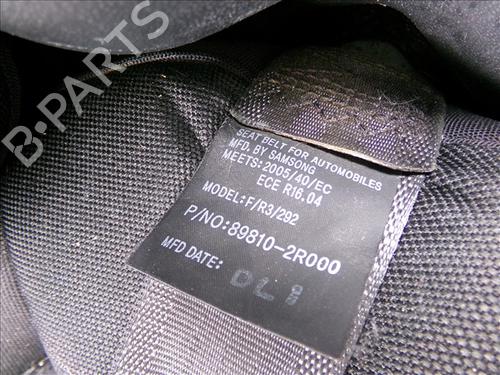 B-PARTS
SEAT BELT FOR AUTOMOBILES
MFD. BY SAMSONG
MEETS: 2005/40/EC
ECE R16.04
MODEL:F/R3/292
P/NO:89810-2R000
MFD DATE:
DL